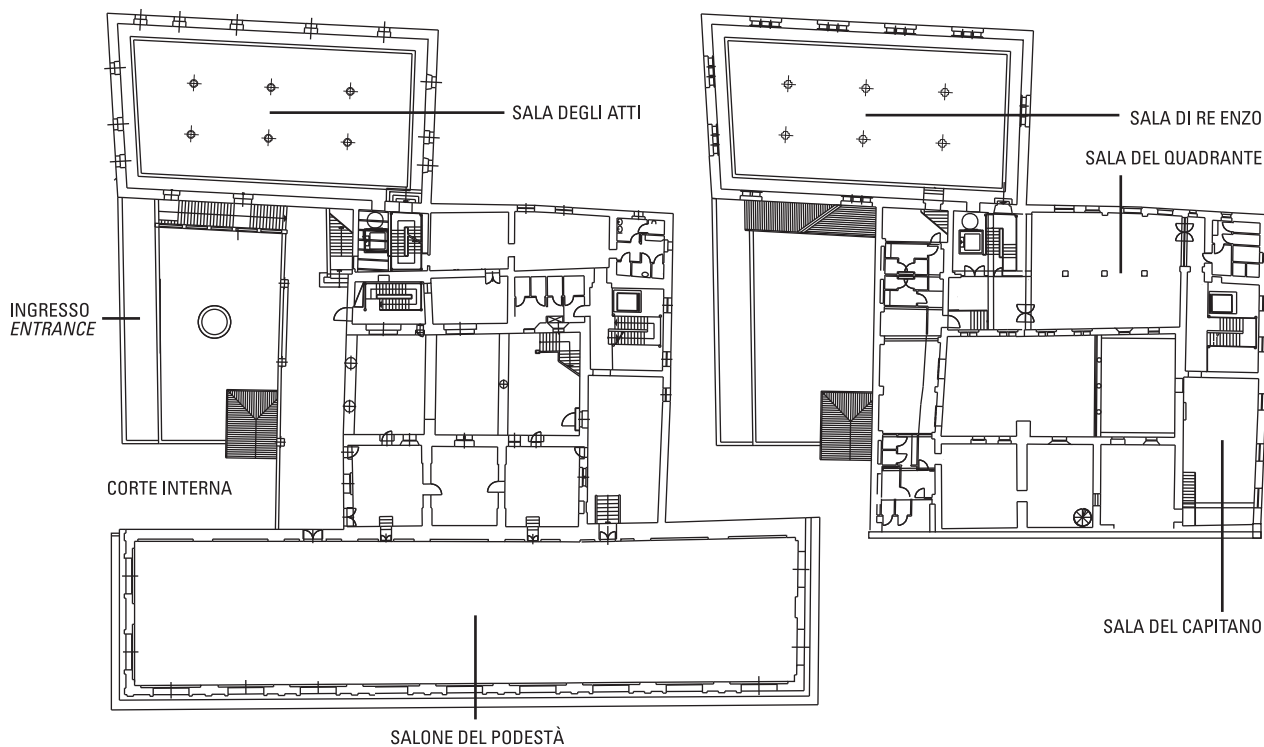 SALA DEGLI ATTI
SALA DI RE ENZO
SALA DEL QUADRANTE
INGRESSO
ENTRANCE
CORTE INTERNA
SALA DEL CAPITANO
SALONE DEL PODESTÀ